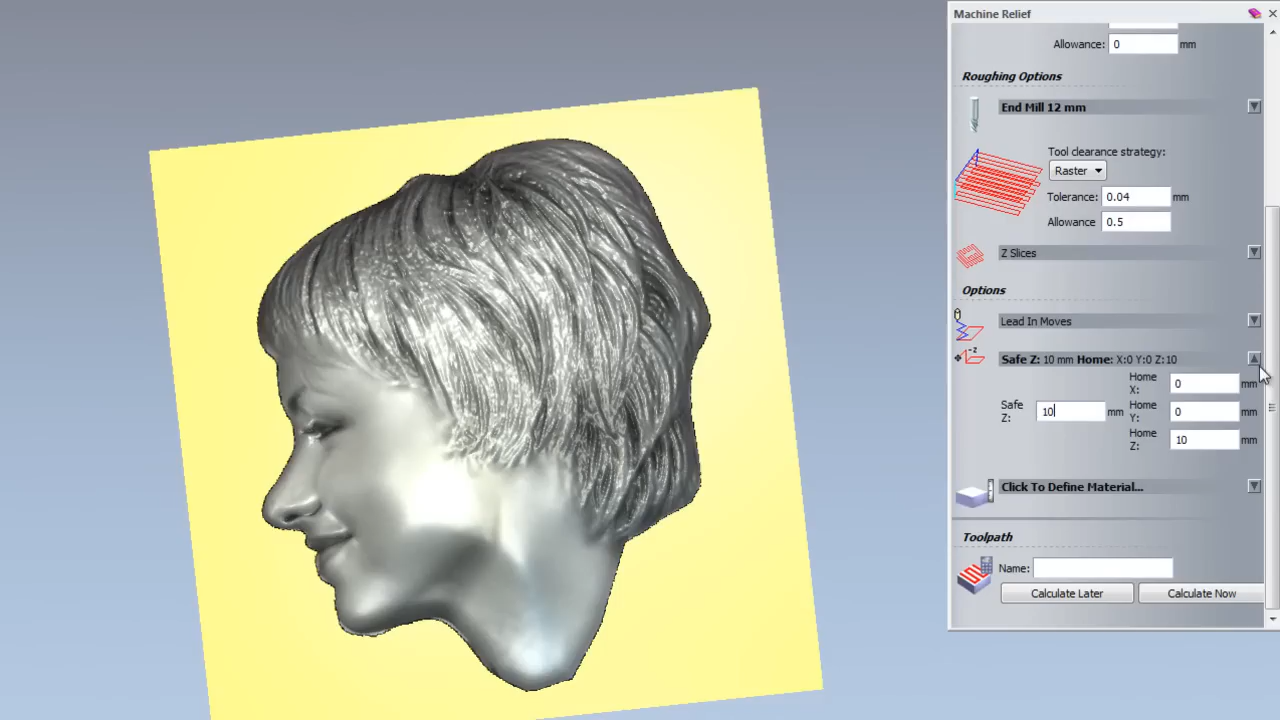 Machine Relief
Allowance: 0 mm
Roughing Options
End Mill 12 mm
Tool clearance strategy:
Raster
Tolerance: 0.04 mm
Allowance 0.5
Z Slices
Options
Lead In Moves
-z
Safe Z: 10 mm Home: X:0 Y:0 Z:10
Home X: 0 mm
Safe Z: 10 mm Home Y: 0 mm
Home Z: 10 mm
Click To Define Material...
Toolpath
Name:
Calculate Later Calculate Now